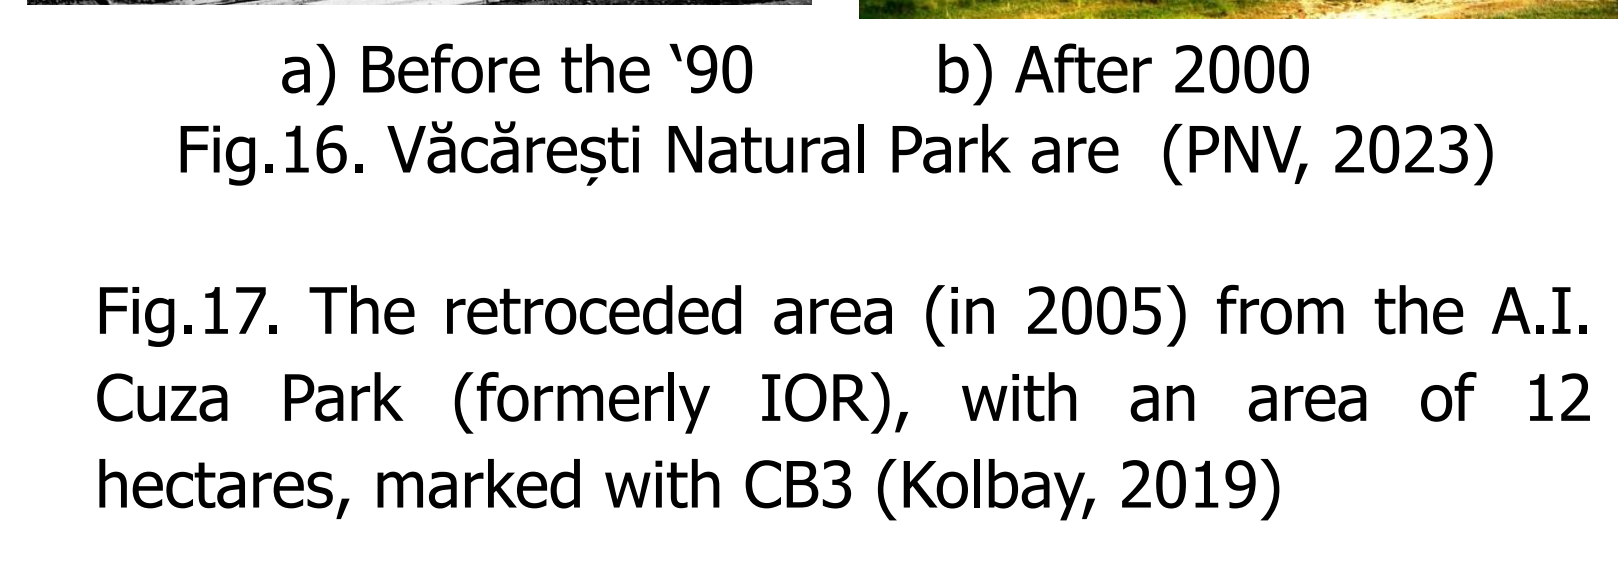 a) Before the ‘90 b) After 2000
Fig.16. Văcărești Natural Park are (PNV, 2023)
Fig.17. The retroceded area (in 2005) from the A.I.
Cuza Park (formerly IOR), with an area of 12
hectares, marked with CB3 (Kolbay, 2019)